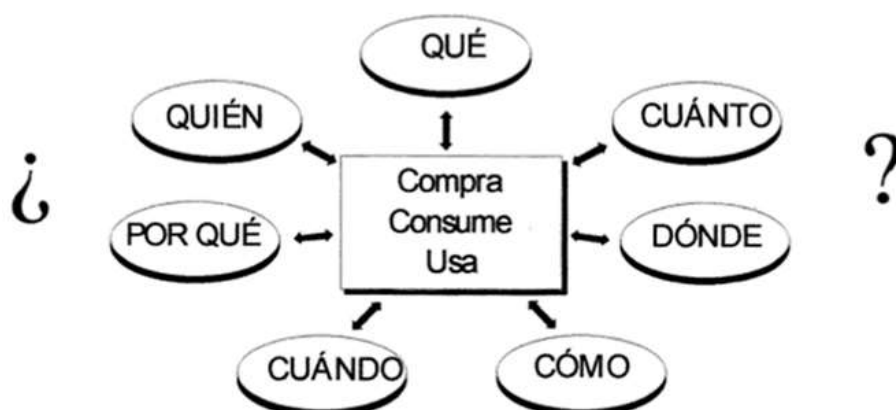 QUÉ
QUIÉN
CUÁNTO
¿
?
Compra
Consume
Usa
POR QUÉ
DÓNDE
CUÁNDO
CÓMO